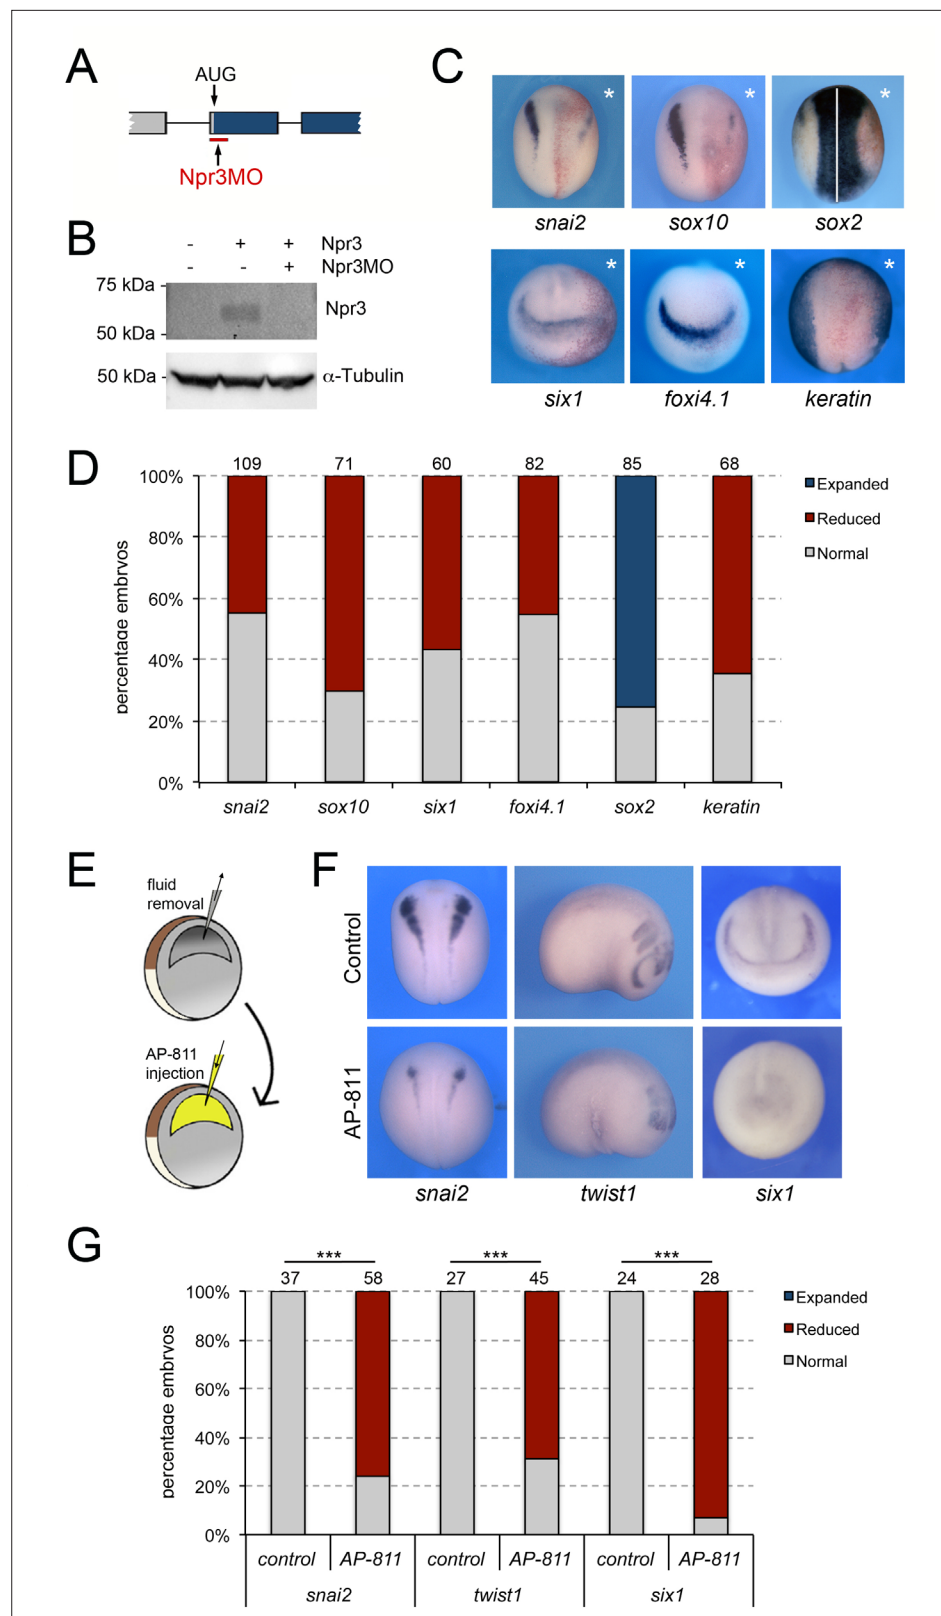 A
AUG
Npr3MO
B
- + + Npr3
- - + Npr3MO
75 kDa
Npr3
50 kDa
50 kDa
α-Tubulin
C
* * *
snai2 sox10 sox2
* * *
six1 foxi4.1 keratin
D
109 71 60 82 85 68
100%
80%
60%
40%
20%
0%
percentage embryos
Expanded
Reduced
Normal
snai2 sox10 six1 foxi4.1 sox2 keratin
E
fluid
removal
AP-811
injection
F
Control
AP-811
snai2 twist1 six1
G
*** *** ***
37 58 27 45 24 28
100%
80%
60%
40%
20%
0%
percentage embryos
Expanded
Reduced
Normal
control AP-811 control AP-811 control AP-811
snai2 twist1 six1